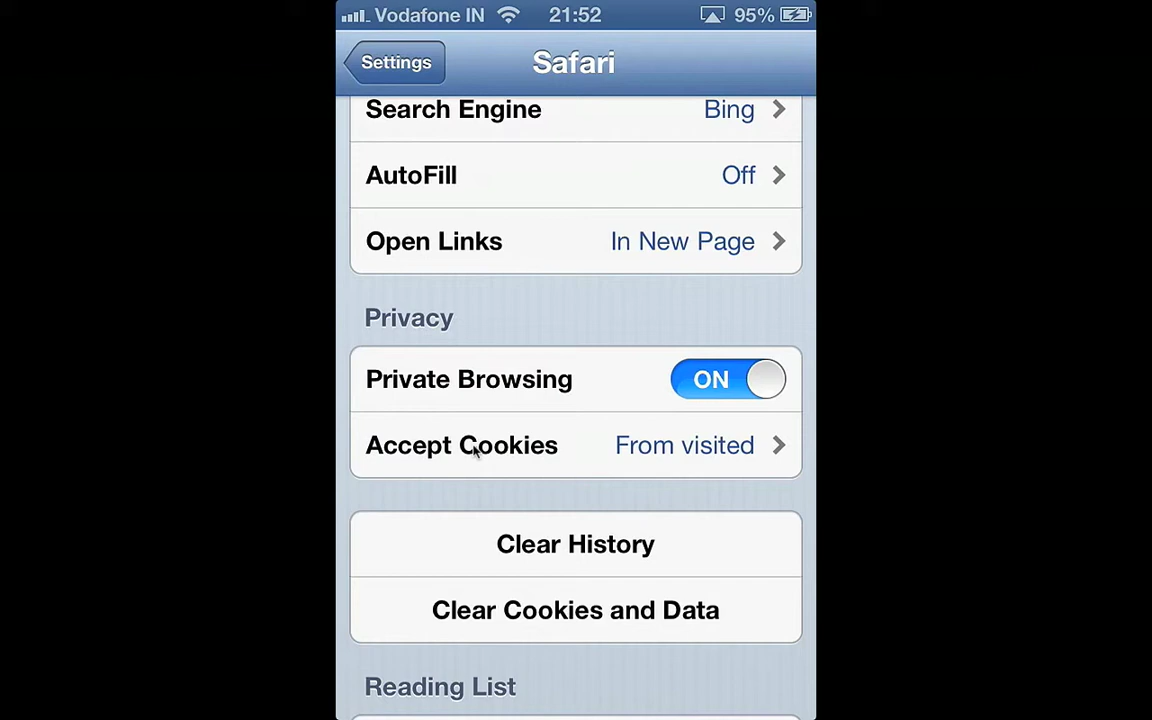 Vodafone IN 21:52 95%
Settings Safari
Search Engine Bing
AutoFill Off
Open Links In New Page
Privacy
Private Browsing ON
Accept Cookies From visited
Clear History
Clear Cookies and Data
Reading List